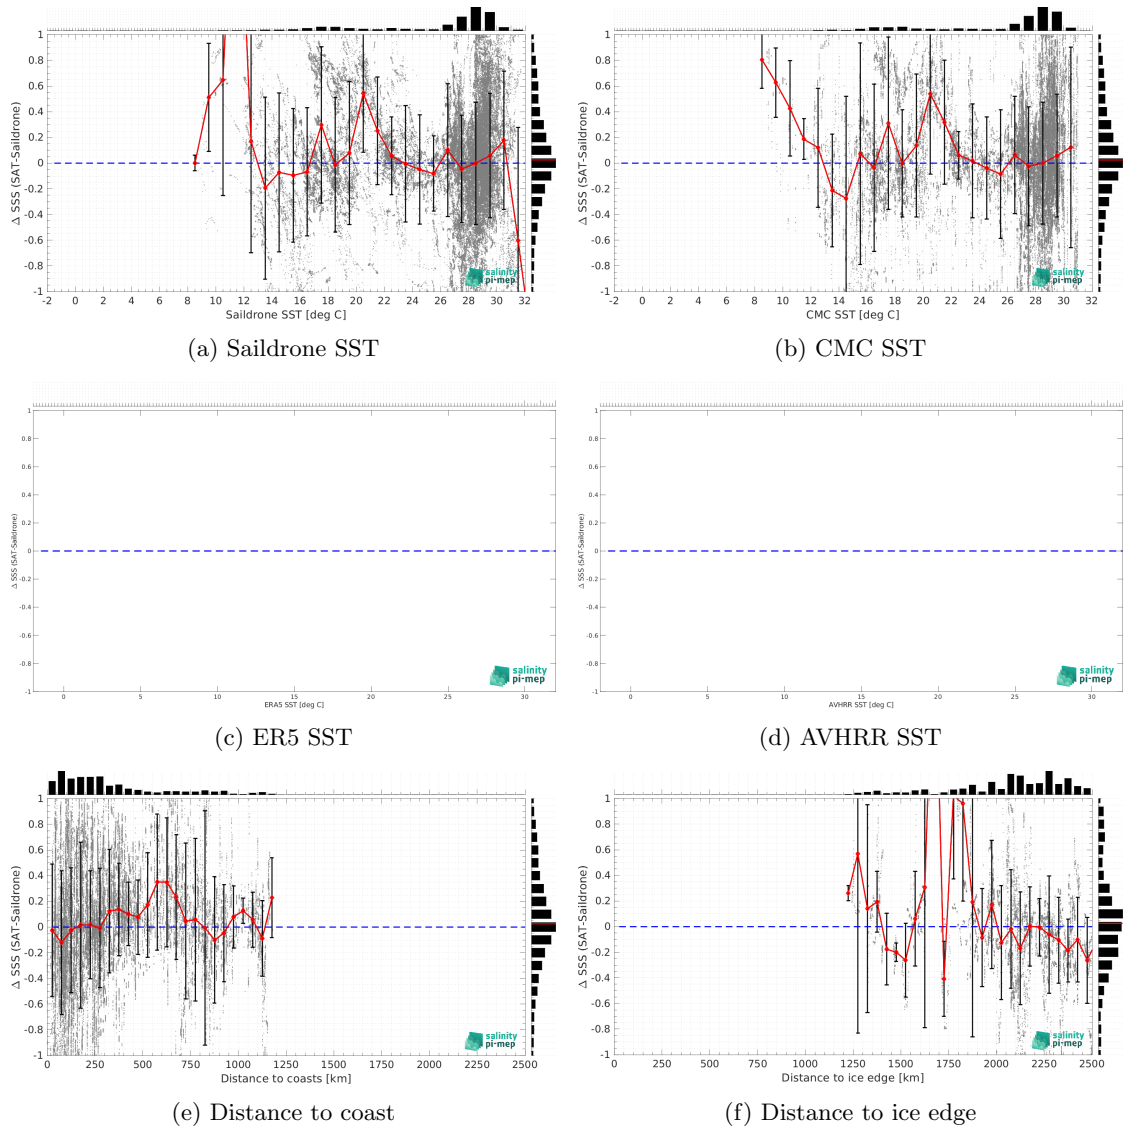 1
0.8
0.6
0.4
0.2
0
-0.2
-0.4
-0.6
-0.8
-1
Δ SSS (SAT-Saildrone)
salinity
pi-mep
-2 0 2 4 6 8 10 12 14 16 18 20 22 24 26 28 30 32
Saildrone SST [deg C]
(a) Saildrone SST
1
0.8
0.6
0.4
0.2
0
-0.2
-0.4
-0.6
-0.8
-1
Δ SSS (SAT-Saildrone)
salinity
pi-mep
-2 0 2 4 6 8 10 12 14 16 18 20 22 24 26 28 30 32
CMC SST [deg C]
(b) CMC SST
1
0.8
0.6
0.4
0.2
0
-0.2
-0.4
-0.6
-0.8
-1
Δ SSS (SAT-Saildrone)
salinity
pi-mep
0 5 10 15 20 25 30
ERA5 SST [deg C]
(c) ER5 SST
1
0.8
0.6
0.4
0.2
0
-0.2
-0.4
-0.6
-0.8
-1
Δ SSS (SAT-Saildrone)
salinity
pi-mep
0 5 10 15 20 25 30
AVHRR SST [deg C]
(d) AVHRR SST
1
0.8
0.6
0.4
0.2
0
-0.2
-0.4
-0.6
-0.8
-1
Δ SSS (SAT-Saildrone)
salinity
pi-mep
0 250 500 750 1000 1250 1500 1750 2000 2250 2500
Distance to coasts [km]
(e) Distance to coast
1
0.8
0.6
0.4
0.2
0
-0.2
-0.4
-0.6
-0.8
-1
Δ SSS (SAT-Saildrone)
salinity
pi-mep
0 250 500 750 1000 1250 1500 1750 2000 2250 2500
Distance to ice edge [km]
(f) Distance to ice edge